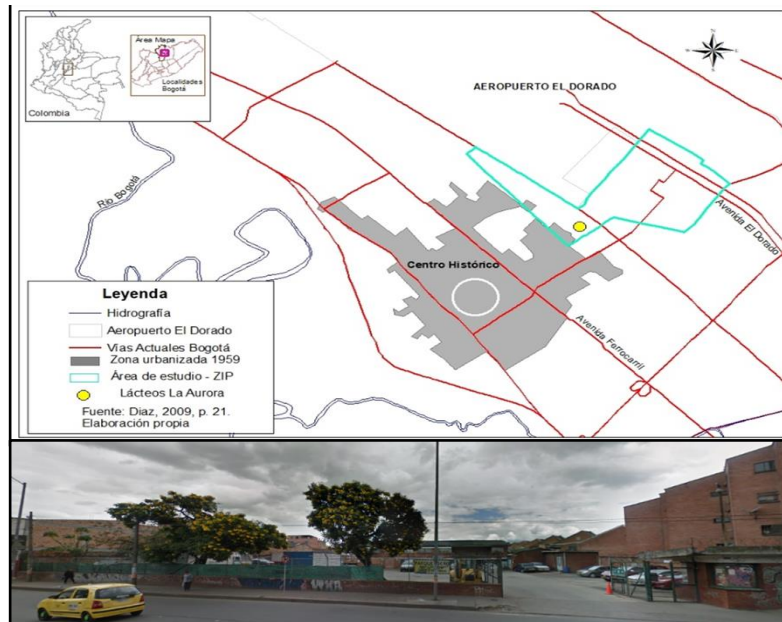 Área Mapa
Localidades
Bogotá
Colombia
AEROPUERTO EL DORADO
Río Bogotá
Avenida El Dorado
Centro Histórico
Avenida Ferrocarril
Leyenda
Hidrografía
Aeropuerto El Dorado
Vías Actuales Bogotá
Zona urbanizada 1959
Área de estudio - ZIP
Lácteos La Aurora
Fuente: Diaz, 2009, p. 21.
Elaboración propia